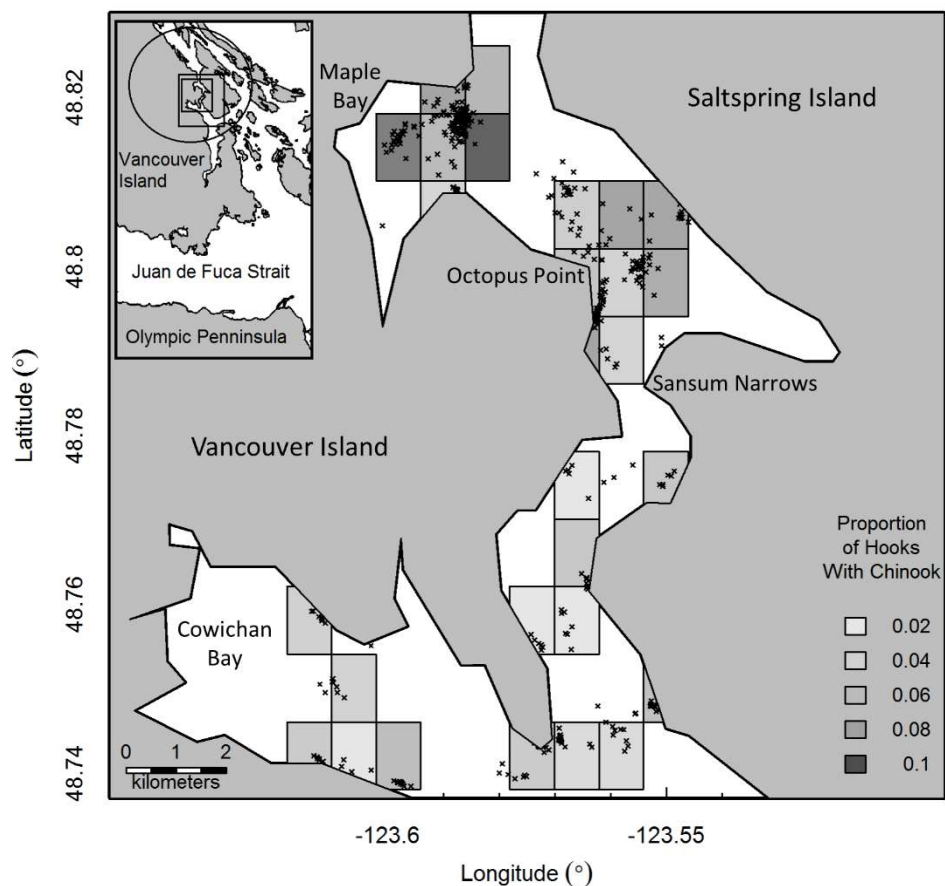 Maple
Bay
Saltspring Island
Vancouver
Island
Juan de Fuca Strait
Olympic Penninsula
Octopus Point
Sansum Narrows
Vancouver Island
Cowichan
Bay
Proportion
of Hooks
With Chinook
0.02
0.04
0.06
0.08
0.1
0 1 2
kilometers
48.82
48.8
48.78
48.76
48.74
Latitude (°)
-123.6
-123.55
Longitude (°)